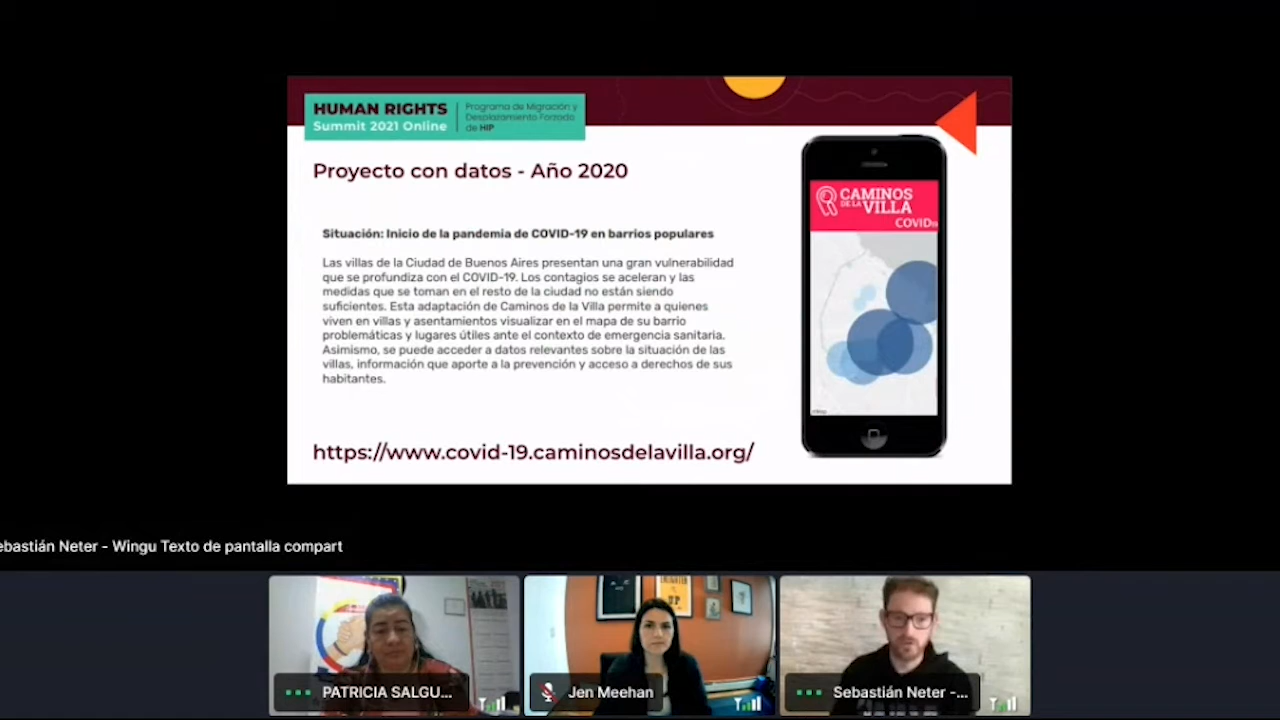 HUMAN RIGHTS
Summit 2021 Online
Programa de Migración y
Desplazamiento Forzado
de HIP
Proyecto con datos - Año 2020
CAMINOS
DE LA VILLA
COVID19
Situación: Inicio de la pandemia de COVID-19 en barrios populares
Las villas de la Ciudad de Buenos Aires presentan una gran vulnerabilidad
que se profundiza con el COVID-19. Los contagios se aceleran y las
medidas que se toman en el resto de la ciudad no están siendo
suficientes. Esta adaptación de Caminos de la Villa permite a quienes
viven en villas y asentamientos visualizar en el mapa de su barrio
problemáticas y lugares útiles ante el contexto de emergencia sanitaria.
Asimismo, se puede acceder a datos relevantes sobre la situación de las
villas, información que aporte a la prevención y acceso a derechos de sus
habitantes.
https://www.covid-19.caminosdelavilla.org/
ebastián Neter - Wingu Texto de pantalla compart
UP
PATRICIA SALGU...
Jen Meehan
Sebastián Neter -...